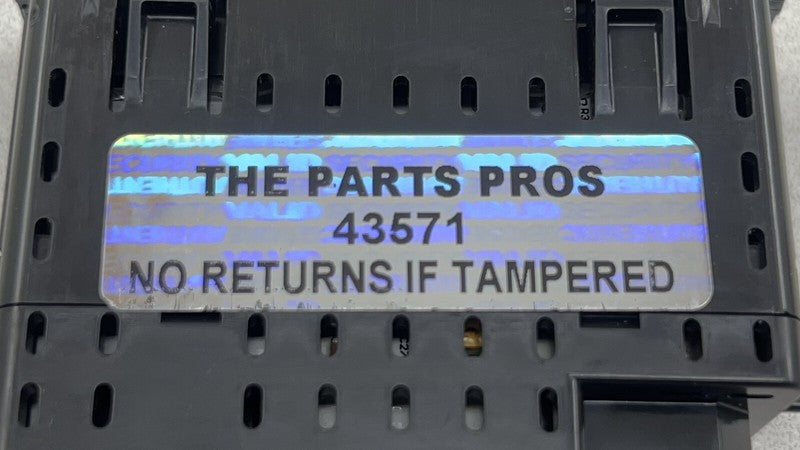 THE PARTS PROS
43571
NO RETURNS IF TAMPERED